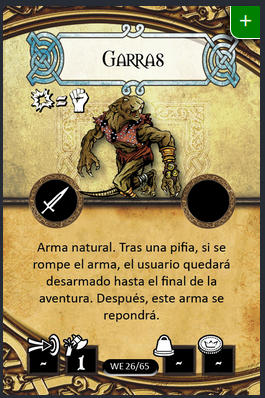 +
GARRAS
=
Arma natural. Tras una pifia, si se
rompe el arma, el usuario quedará
desarmado hasta el final de la
aventura. Después, este arma se
repondrá.
~ 1 WE 26/65 ~ ~